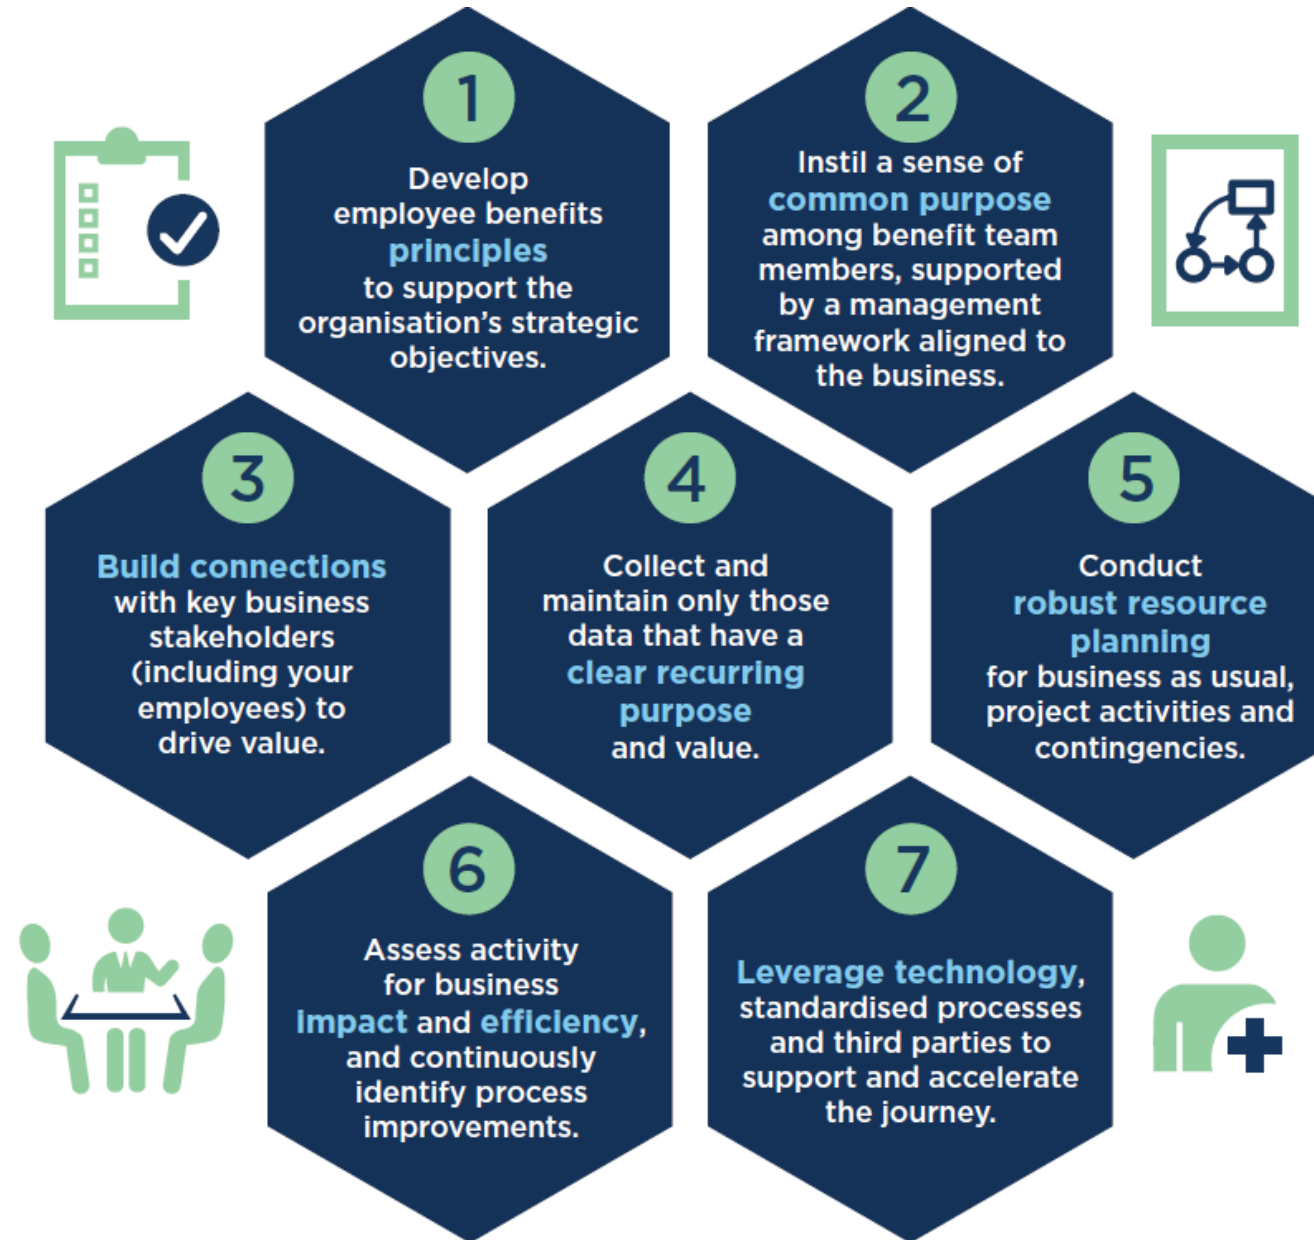 1
Develop
employee benefits
principles
to support the
organisation's strategic
objectives.
2
Instil a sense of
common purpose
among benefit team
members, supported
by a management
framework aligned to
the business.
3
Build connections
with key business
stakeholders
(including your
employees) to
drive value.
4
Collect and
maintain only those
data that have a
clear recurring
purpose
and value.
5
Conduct
robust resource
planning
for business as usual,
project activities and
contingencies.
6
Assess activity
for business
impact and efficiency,
and continuously
identify process
improvements.
7
Leverage technology,
standardised processes
and third parties to
support and accelerate
the journey.